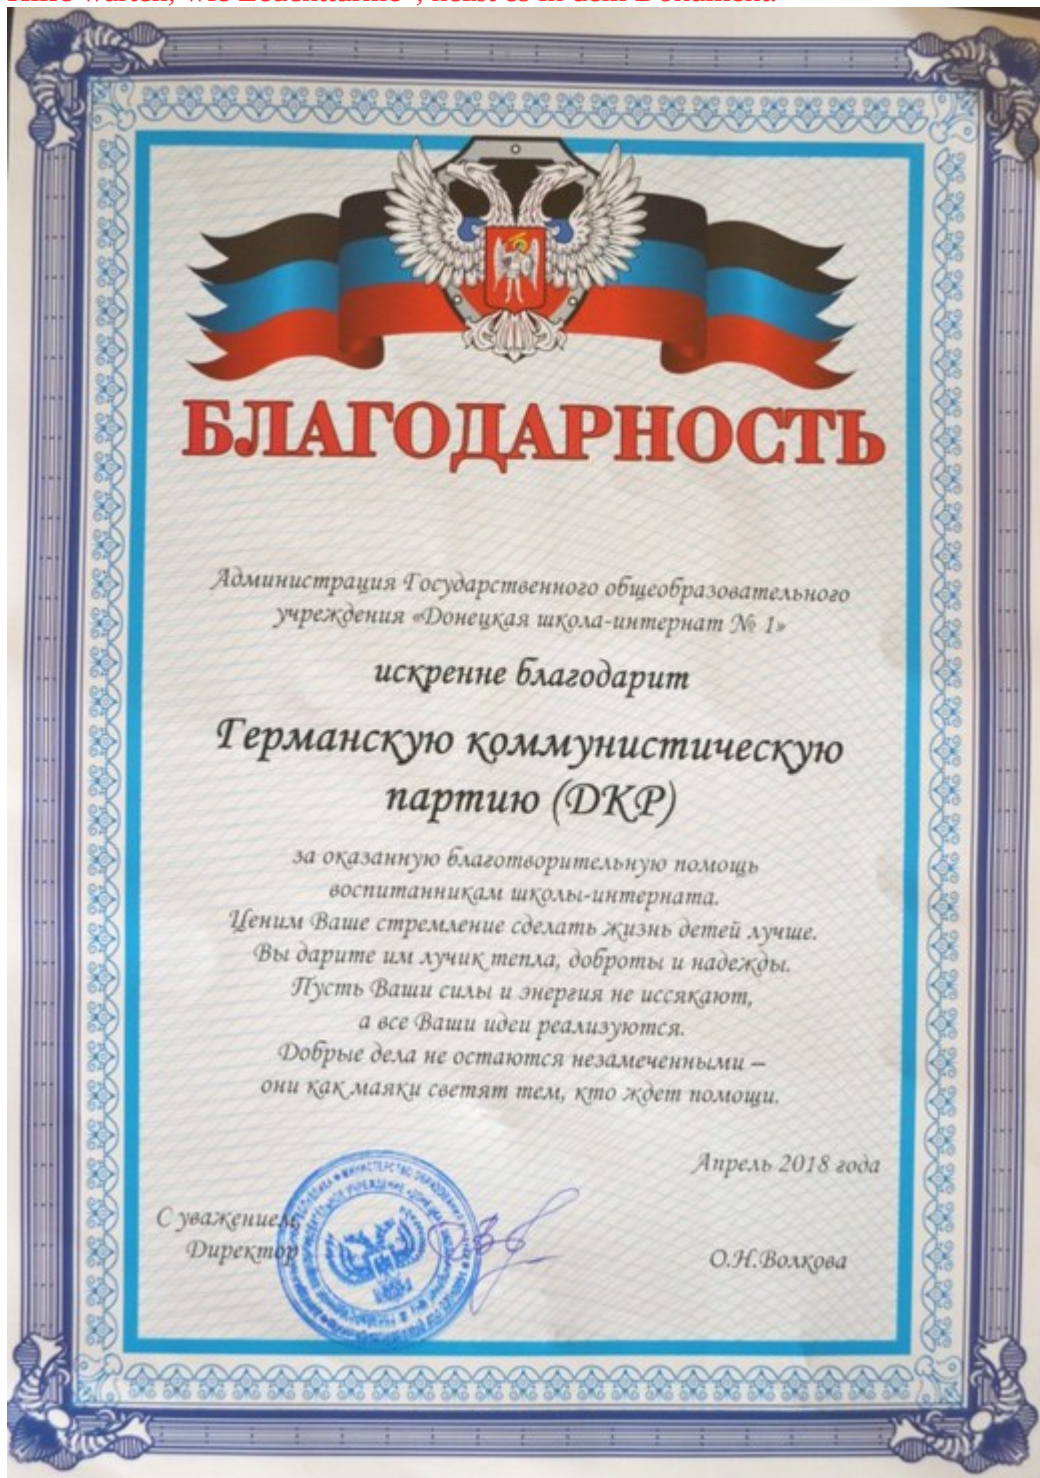 БЛАГОДАРНОСТЬ
Администрация Государственного общеобразовательного
учреждения «Донецкая школа-интернат № 1»
искренне благодарит
Германскую коммунистическую
партию (DKP)
за оказанную благотворительную помощь
воспитанникам школы-интерната.
Ценим Ваше стремление сделать жизнь детей лучше.
Вы дарите им лучик тепла, доброты и надежды.
Пусть Ваши силы и энергия не иссякают,
а все Ваши идеи реализуются.
Добрые дела не остаются незамеченными –
они как маяки светят тем, кто ждет помощи.
Апрель 2018 года
С уважением,
Директор
О.Н.Волкова